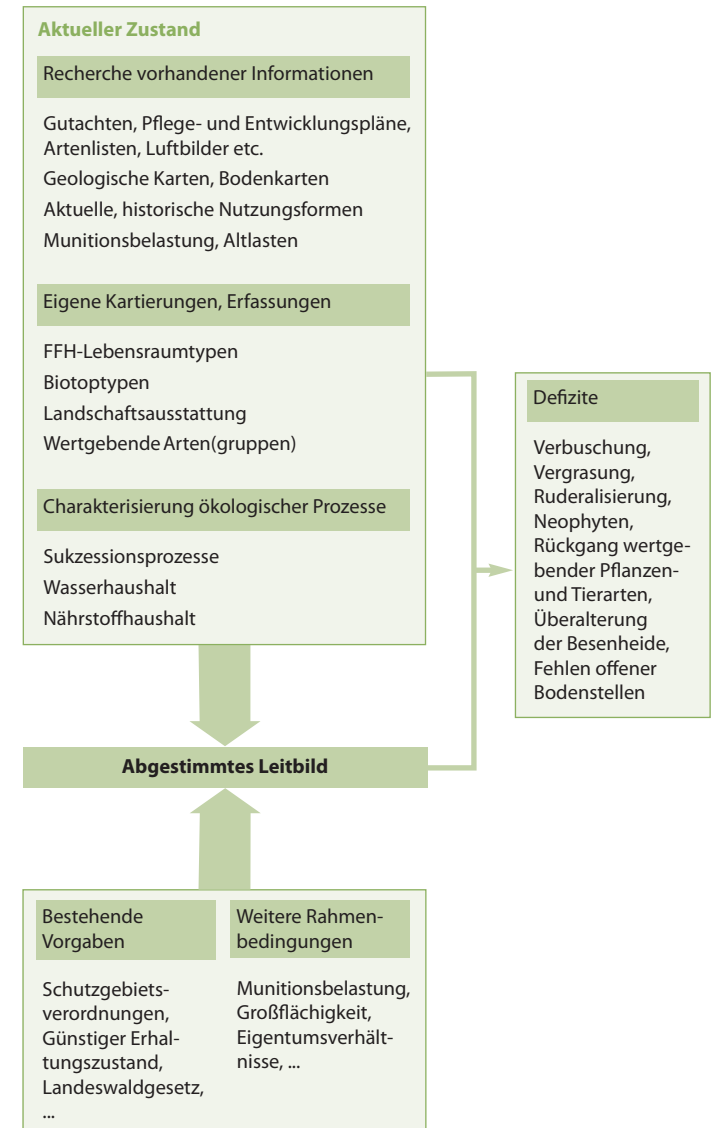 Aktueller Zustand
Recherche vorhandener Informationen
Gutachten, Pflege- und Entwicklungspläne,
Artenlisten, Luftbilder etc.
Geologische Karten, Bodenkarten
Aktuelle, historische Nutzungsformen
Munitionsbelastung, Altlasten
Eigene Kartierungen, Erfassungen
FFH-Lebensraumtypen
Biotoptypen
Landschaftsausstattung
Wertgebende Arten(gruppen)
Charakterisierung ökologischer Prozesse
Sukzessionsprozesse
Wasserhaushalt
Nährstoffhaushalt
Defizite
Verbuschung,
Vergrasung,
Ruderalisierung,
Neophyten,
Rückgang wertge-
bender Pflanzen-
und Tierarten,
Überalterung
der Besenheide,
Fehlen offener
Bodenstellen
Abgestimmtes Leitbild
Bestehende
Vorgaben
Schutzgebiets-
verordnungen,
Günstiger Erhal-
tungszustand,
Landeswaldgesetz,
...
Weitere Rahmen-
bedingungen
Munitionsbelastung,
Großflächigkeit,
Eigentumsverhält-
nisse, ...